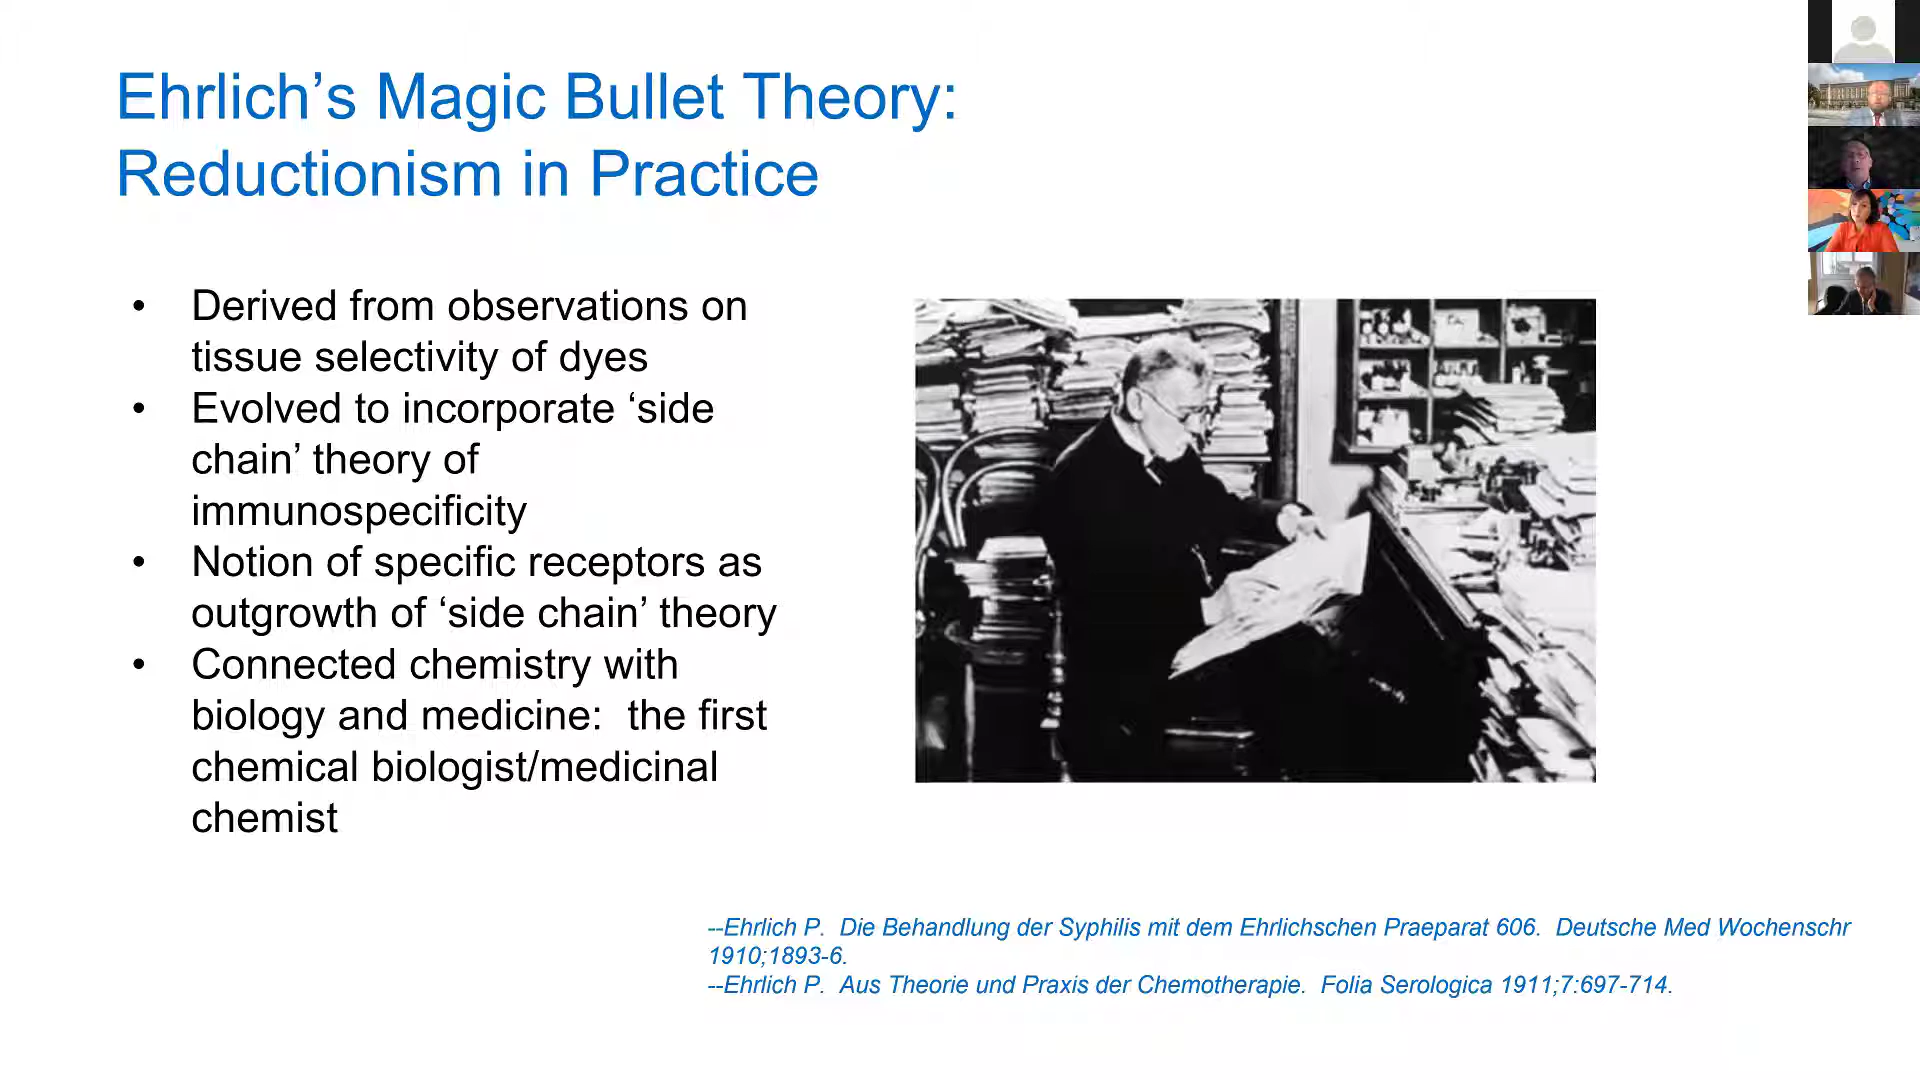 Ehrlich’s Magic Bullet Theory:
Reductionism in Practice
• Derived from observations on
tissue selectivity of dyes
• Evolved to incorporate ‘side
chain’ theory of
immunospecificity
• Notion of specific receptors as
outgrowth of ‘side chain’ theory
• Connected chemistry with
biology and medicine:  the first
chemical biologist/medicinal
chemist
--Ehrlich P.  Die Behandlung der Syphilis mit dem Ehrlichschen Praeparat 606.  Deutsche Med Wochenschr
1910;1893-6.
--Ehrlich P.  Aus Theorie und Praxis der Chemotherapie.  Folia Serologica 1911;7:697-714.